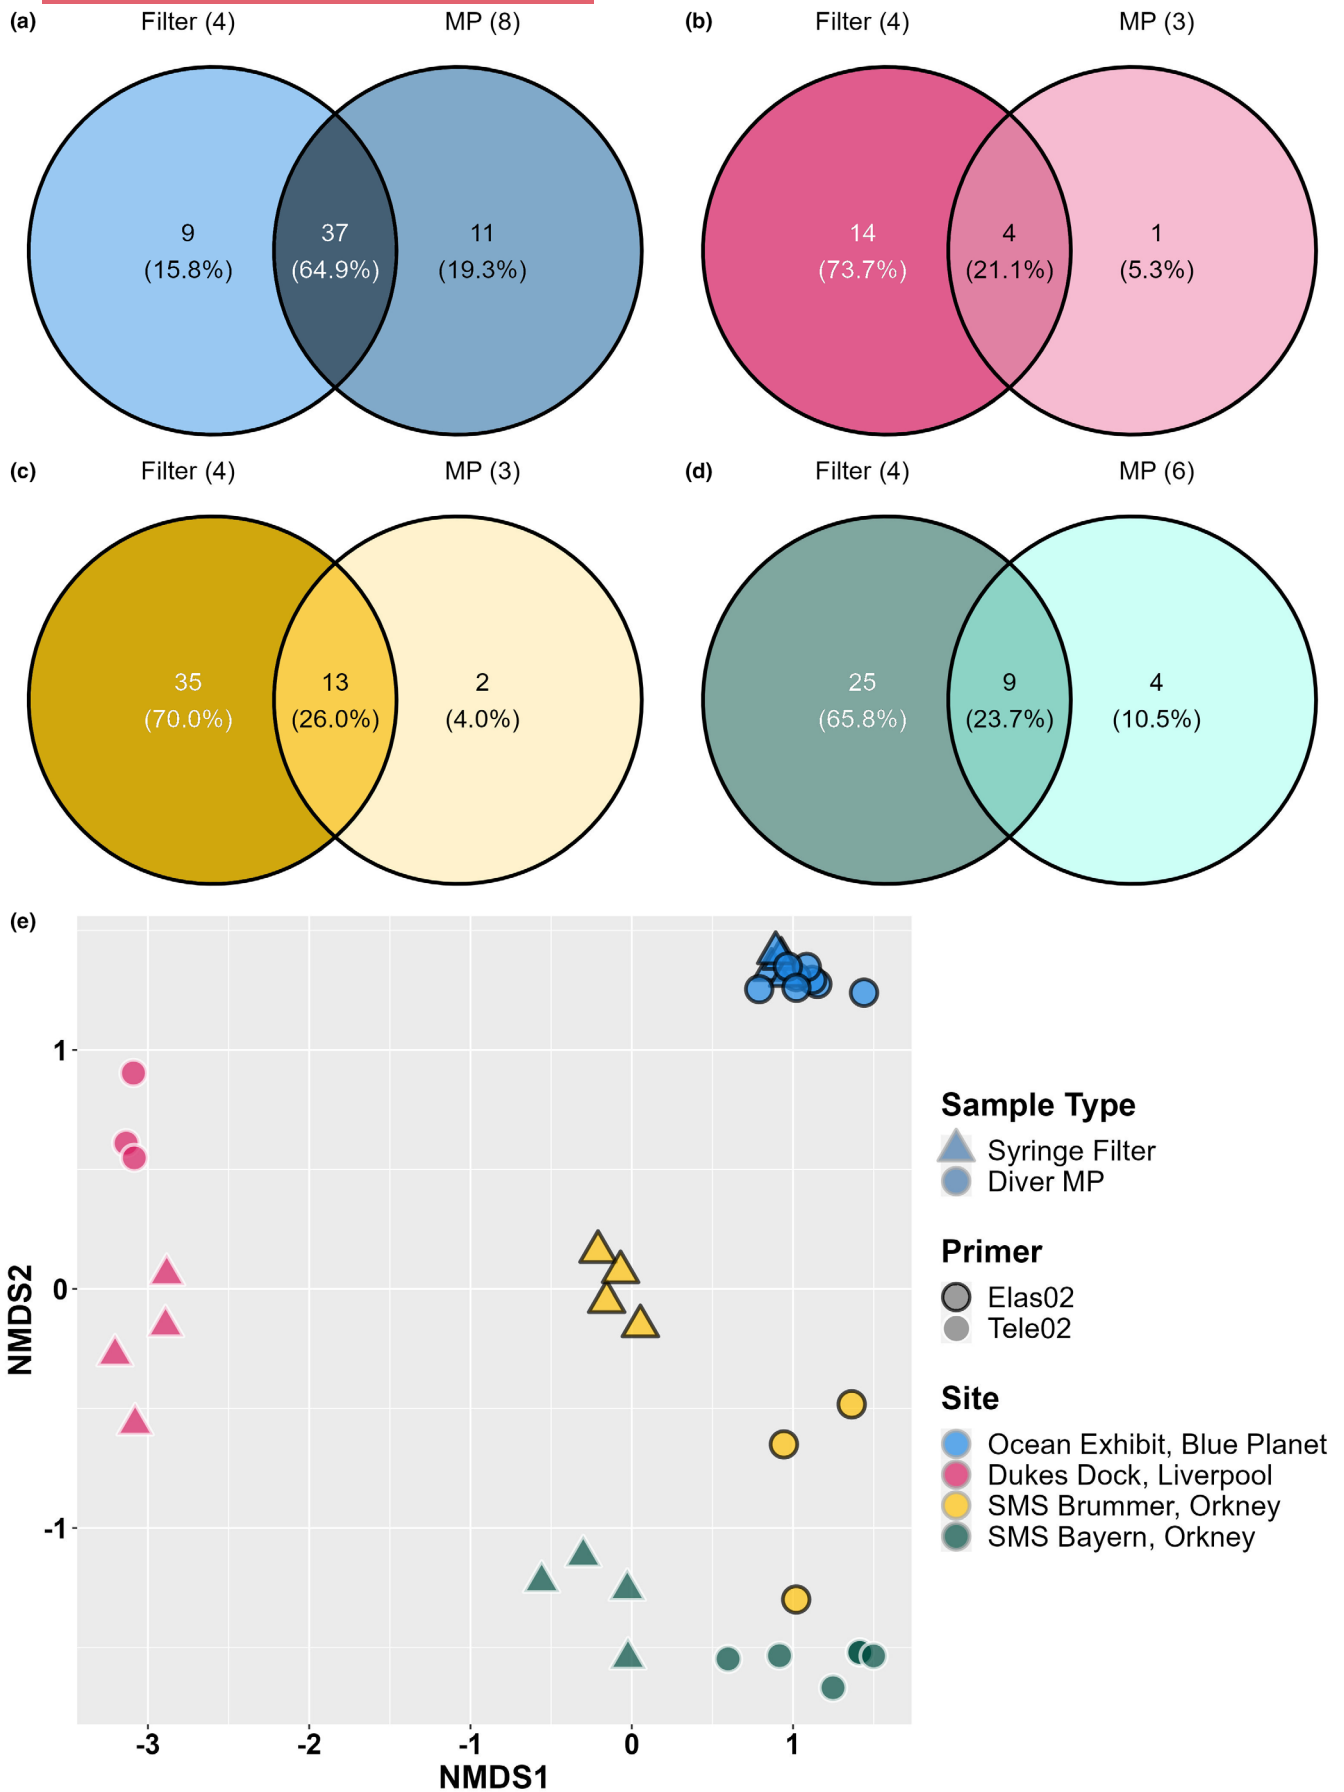 (a) Filter (4) MP (8)
(b) Filter (4) MP (3)
9 37 11
(15.8%) (64.9%) (19.3%)
14 4 1
(73.7%) (21.1%) (5.3%)
(c) Filter (4) MP (3)
(d) Filter (4) MP (6)
35 13 2
(70.0%) (26.0%) (4.0%)
25 9 4
(65.8%) (23.7%) (10.5%)
(e)
1
0
-1
NMDS2
-3 -2 -1 0 1
NMDS1
Sample Type
Syringe Filter
Diver MP
Primer
Elas02
Tele02
Site
Ocean Exhibit, Blue Planet
Dukes Dock, Liverpool
SMS Brummer, Orkney
SMS Bayern, Orkney